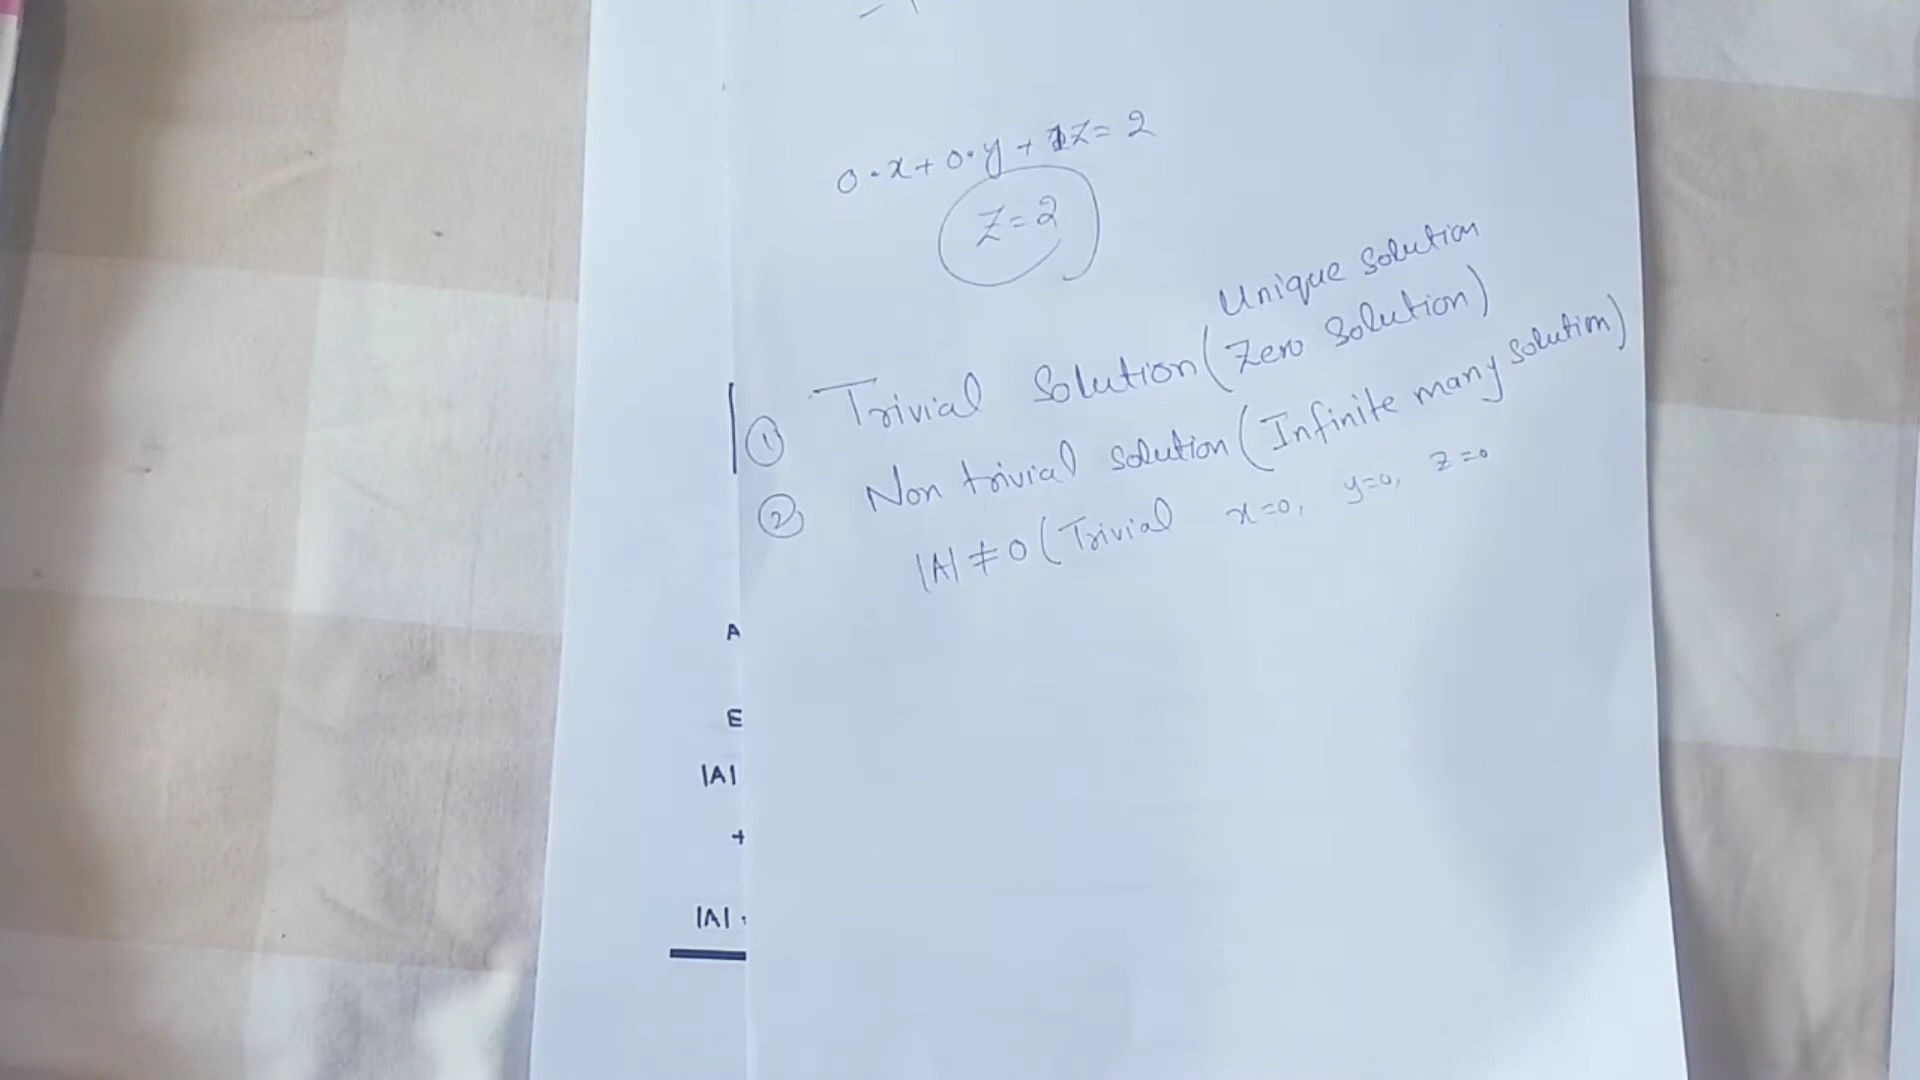 0·x+0·y+1z=2
z=2
Unique solution
① Trivial Solution (Zero Solution)
② Non trivial solution (Infinite many solution)
|A|≠0 (Trivial x=0, y=0, z=0
A
E
|A|
+
|A|